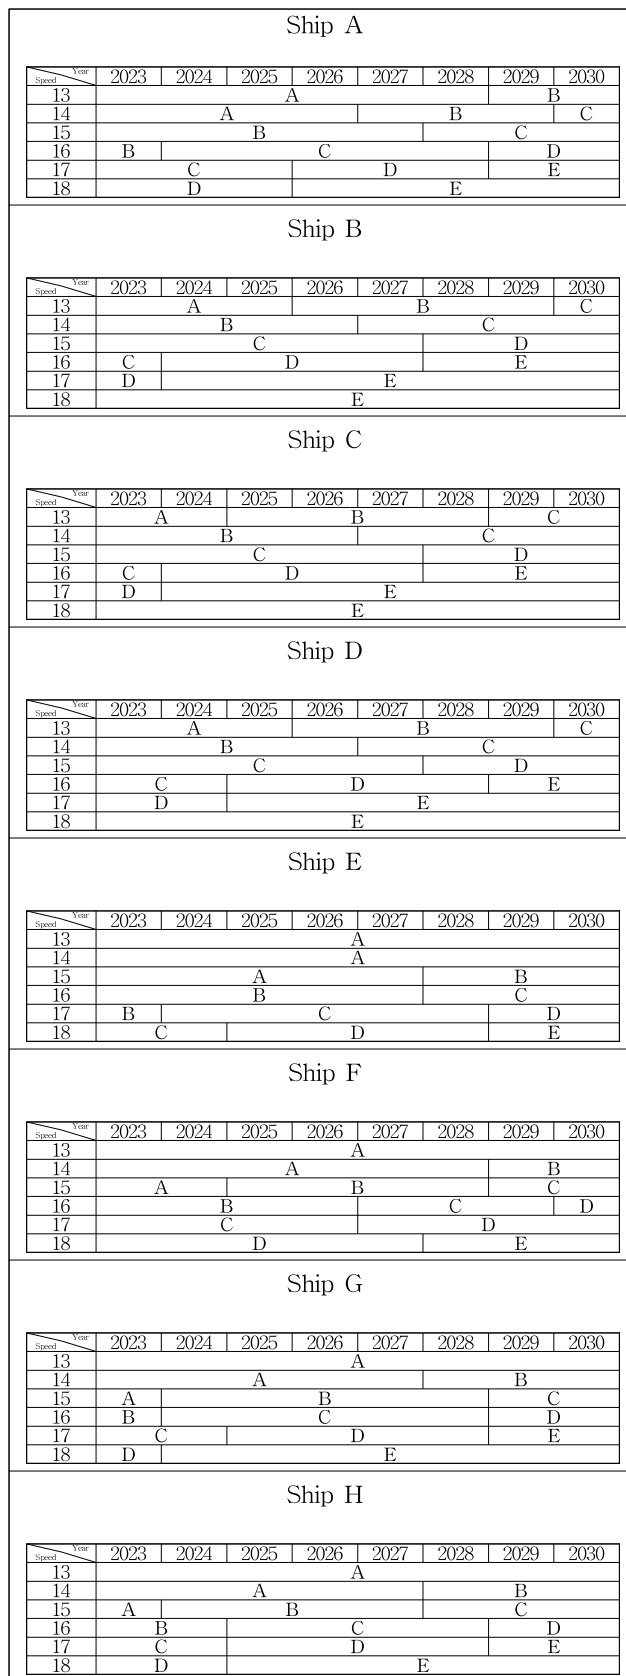 Ship A
Year
Speed 2023 2024 2025 2026 2027 2028 2029 2030
13 A B
14 A B C
15 B C
16 B C D
17 C D E
18 D E
Ship B
Year
Speed 2023 2024 2025 2026 2027 2028 2029 2030
13 A B C
14 B C
15 C D
16 C D E
17 D E
18 E
Ship C
Year
Speed 2023 2024 2025 2026 2027 2028 2029 2030
13 A B C
14 B C
15 C D
16 C D E
17 D E
18 E
Ship D
Year
Speed 2023 2024 2025 2026 2027 2028 2029 2030
13 A B C
14 B C
15 C D
16 C D E
17 D E
18 E
Ship E
Year
Speed 2023 2024 2025 2026 2027 2028 2029 2030
13 A
14 A
15 A B
16 B C
17 B C D
18 C D E
Ship F
Year
Speed 2023 2024 2025 2026 2027 2028 2029 2030
13 A
14 A B
15 A B C
16 B C D
17 C D
18 D E
Ship G
Year
Speed 2023 2024 2025 2026 2027 2028 2029 2030
13 A
14 A B
15 A B C
16 B C D
17 C D E
18 D E
Ship H
Year
Speed 2023 2024 2025 2026 2027 2028 2029 2030
13 A
14 A B
15 A B C
16 B C D
17 C D E
18 D E